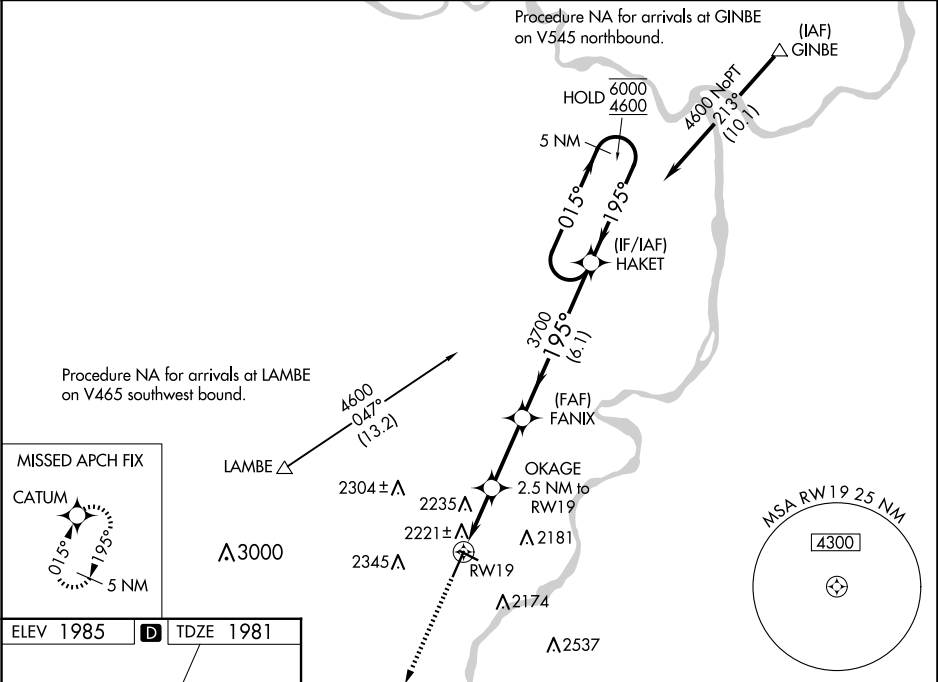 Procedure NA for arrivals at GINBE
on V545 northbound.
(IAF)
GINBE
4600 NoPT
213°
(10.1)
HOLD
6000
4600
5 NM
015°
195°
(IF/IAF)
HAKET
3700
195°
(6.1)
Procedure NA for arrivals at LAMBE
on V465 southwest bound.
4600
047°
(13.2)
LAMBE
(FAF)
FANIX
MISSED APCH FIX
CATUM
015°
195°
5 NM
OKAGE
2.5 NM to
RW19
2304±
2235
2221±
2181
3000
2345
RW19
2174
2537
MSA RW19 25 NM
4300
ELEV 1985
D
TDZE 1981